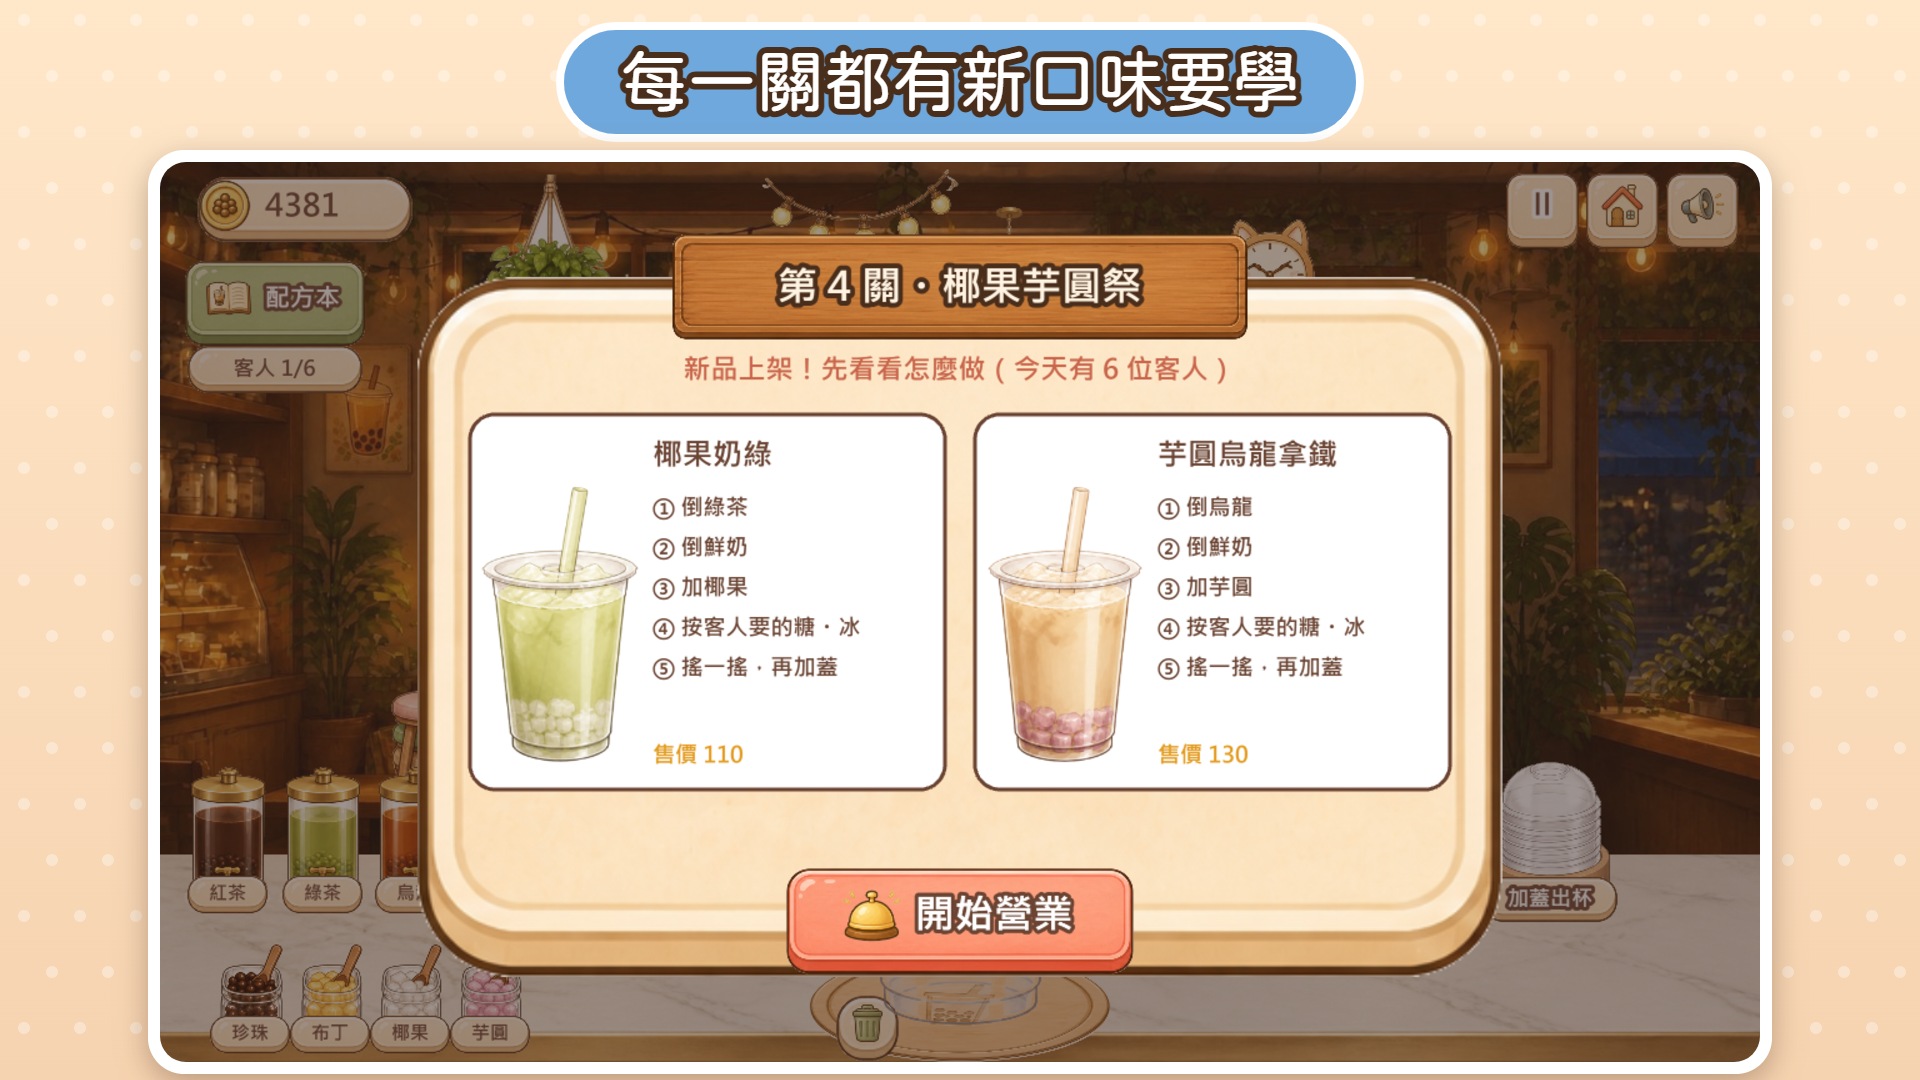 每一關都有新口味要學
4381
配方本
客人 1/6
第 4 關・椰果芋圓祭
新品上架！先看看怎麼做（今天有 6 位客人）
椰果奶綠
① 倒綠茶
② 倒鮮奶
③ 加椰果
④ 按客人要的糖・冰
⑤ 搖一搖，再加蓋
售價 110
芋圓烏龍拿鐵
① 倒烏龍
② 倒鮮奶
③ 加芋圓
④ 按客人要的糖・冰
⑤ 搖一搖，再加蓋
售價 130
紅茶
綠茶
烏
加蓋出杯
開始營業
珍珠
布丁
椰果
芋圓